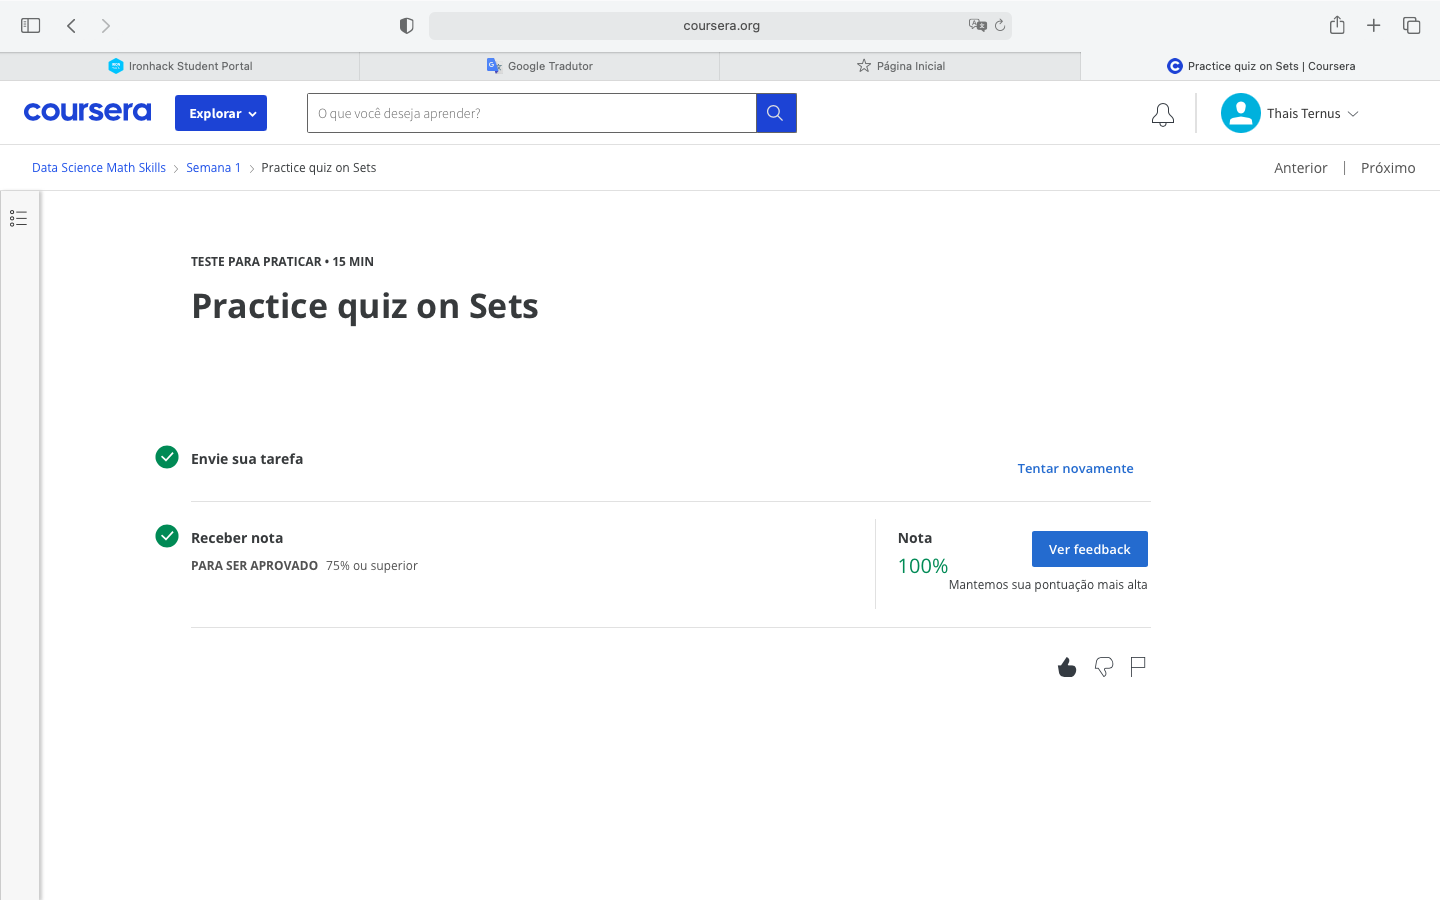 coursera.org
Ironhack Student Portal
Google Tradutor
Página Inicial
Practice quiz on Sets | Coursera
coursera
Explorar
O que você deseja aprender?
Thais Ternus
Data Science Math Skills
Semana 1
Practice quiz on Sets
Anterior
Próximo
TESTE PARA PRATICAR • 15 MIN
Practice quiz on Sets
Envie sua tarefa
Tentar novamente
Receber nota
PARA SER APROVADO 75% ou superior
Nota
100%
Ver feedback
Mantemos sua pontuação mais alta